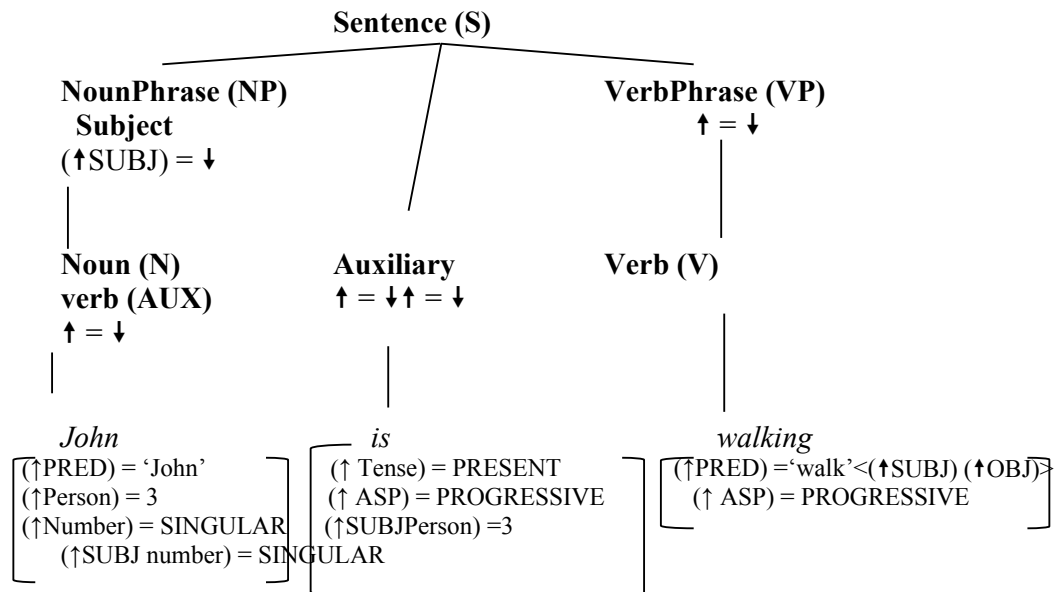 Sentence (S)
NounPhrase (NP) VerbPhrase (VP)
Subject ↑ = ↓
(↑SUBJ) = ↓
Noun (N) Auxiliary Verb (V)
verb (AUX) ↑ = ↓↑ = ↓
↑ = ↓
John is walking
(↑PRED) = ‘John’ (↑ Tense) = PRESENT (↑PRED) =‘walk’<(↑SUBJ) (↑OBJ)>
(↑Person) = 3 (↑ ASP) = PROGRESSIVE (↑ ASP) = PROGRESSIVE
(↑Number) = SINGULAR (↑SUBJPerson) =3
(↑SUBJ number) = SINGULAR